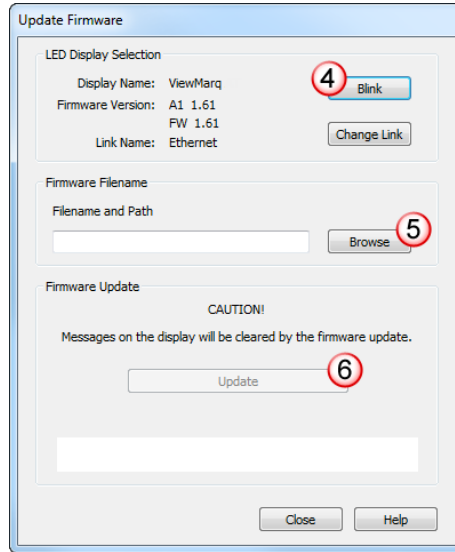 Update Firmware
LED Display Selection
Display Name: ViewMarq
4
Blink
Firmware Version: A1 1.61
FW 1.61
Link Name: Ethernet
Change Link
Firmware Filename
Filename and Path
Browse
5
Firmware Update
CAUTION!
Messages on the display will be cleared by the firmware update.
Update
6
Close
Help